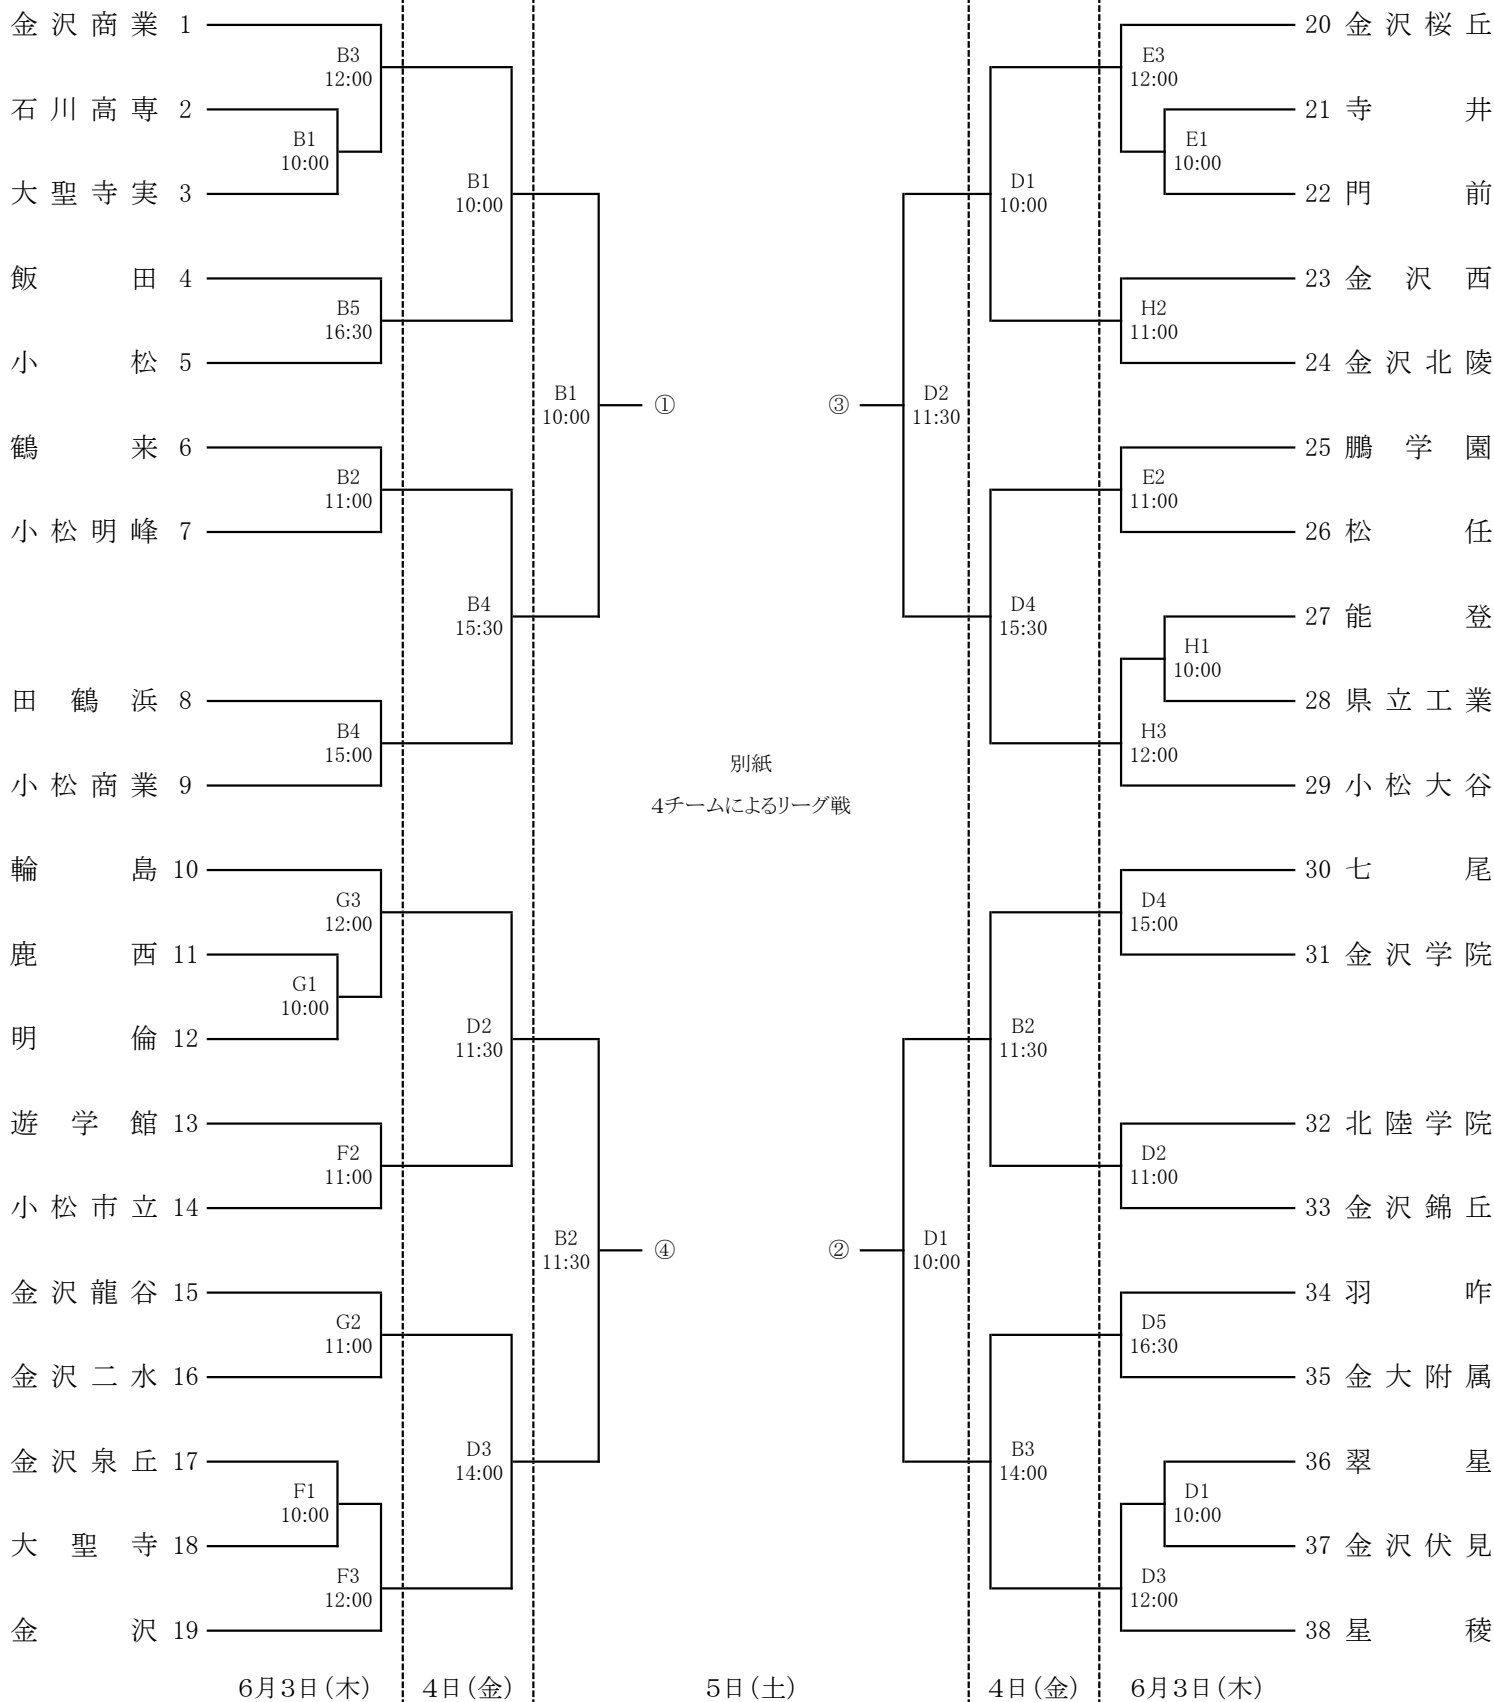 金沢商業 1
B3
12:00
石川高専 2
B1
10:00
大聖寺実 3
B1
10:00
飯田 4
B5
16:30
小松 5
B1
10:00
①
鶴来 6
B2
11:00
小松明峰 7
B4
15:30
田鶴浜 8
B4
15:00
小松商業 9
輪島 10
G3
12:00
鹿西 11
G1
10:00
明倫 12
D2
11:30
遊学館 13
F2
11:00
小松市立 14
B2
11:30
④
金沢龍谷 15
G2
11:00
金沢二水 16
金沢泉丘 17
F1
10:00
D3
14:00
大聖寺 18
F3
12:00
金沢 19
別紙
4チームによるリーグ戦
20 金沢桜丘
E3
12:00
21 寺井
E1
10:00
22 門前
D1
10:00
23 金沢西
H2
11:00
24 金沢北陵
③
D2
11:30
25 鵬学園
E2
11:00
26 松任
D4
15:30
27 能登
H1
10:00
28 県立工業
H3
12:00
29 小松大谷
30 七尾
D4
15:00
31 金沢学院
B2
11:30
32 北陸学院
D2
11:00
33 金沢錦丘
②
D1
10:00
34 羽咋
D5
16:30
35 金大附属
B3
14:00
36 翠星
D1
10:00
37 金沢伏見
D3
12:00
38 星稜
6月3日(木)
4日(金)
5日(土)
4日(金)
6月3日(木)